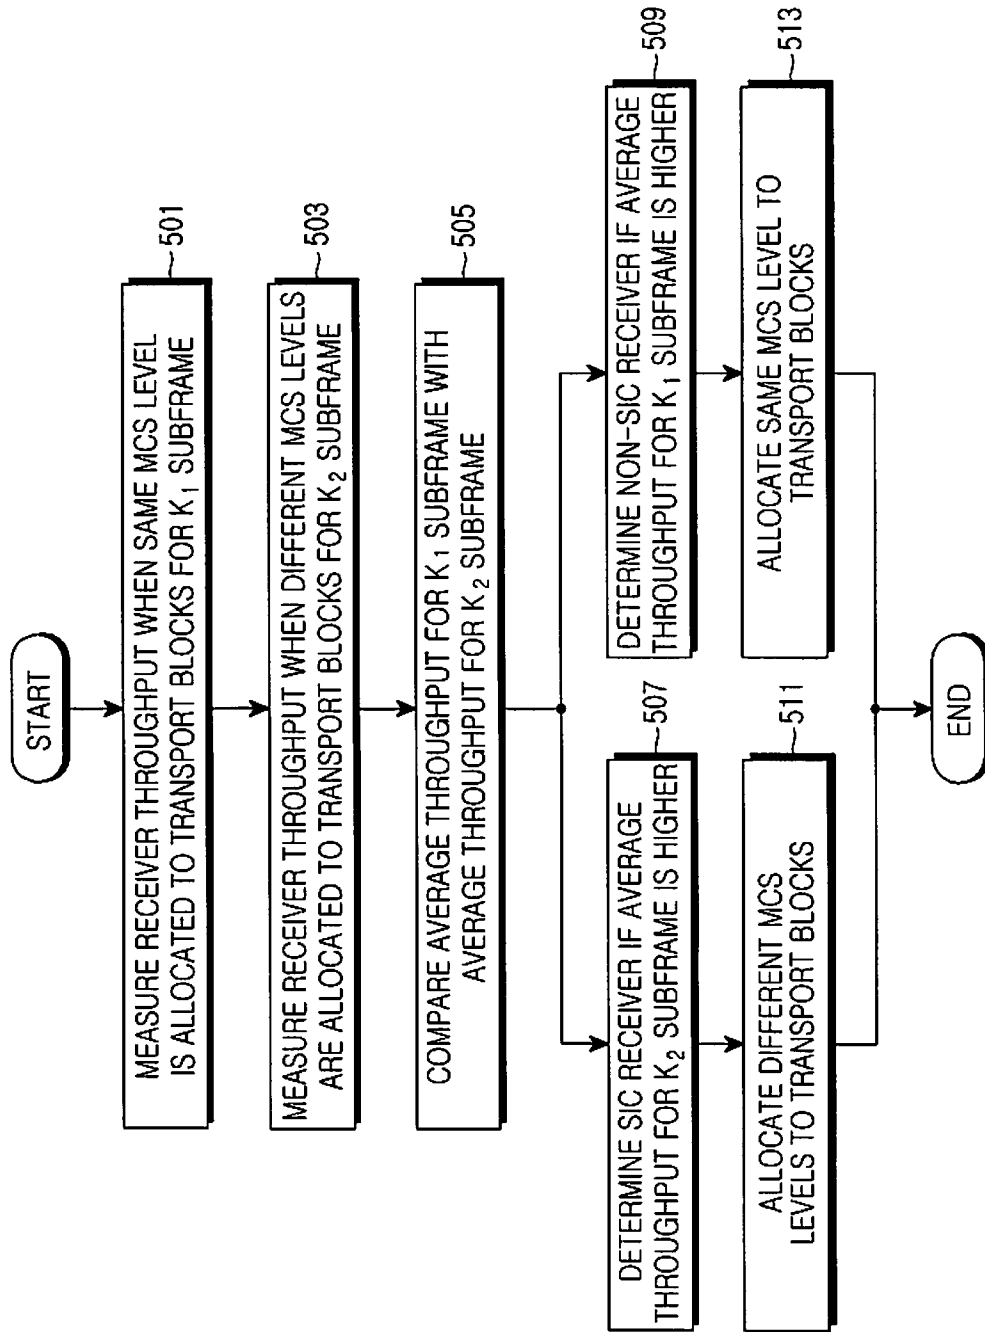 START
MEASURE RECEIVER THROUGHPUT WHEN SAME MCS LEVEL
IS ALLOCATED TO TRANSPORT BLOCKS FOR K₁ SUBFRAME
501
MEASURE RECEIVER THROUGHPUT WHEN DIFFERENT MCS LEVELS
ARE ALLOCATED TO TRANSPORT BLOCKS FOR K₂ SUBFRAME
503
COMPARE AVERAGE THROUGHPUT FOR K₁ SUBFRAME WITH
AVERAGE THROUGHPUT FOR K₂ SUBFRAME
505
DETERMINE SIC RECEIVER IF AVERAGE
THROUGHPUT FOR K₂ SUBFRAME IS HIGHER
507
DETERMINE NON-SIC RECEIVER IF AVERAGE
THROUGHPUT FOR K₁ SUBFRAME IS HIGHER
509
ALLOCATE DIFFERENT MCS
LEVELS TO TRANSPORT BLOCKS
511
ALLOCATE SAME MCS LEVEL TO
TRANSPORT BLOCKS
513
END